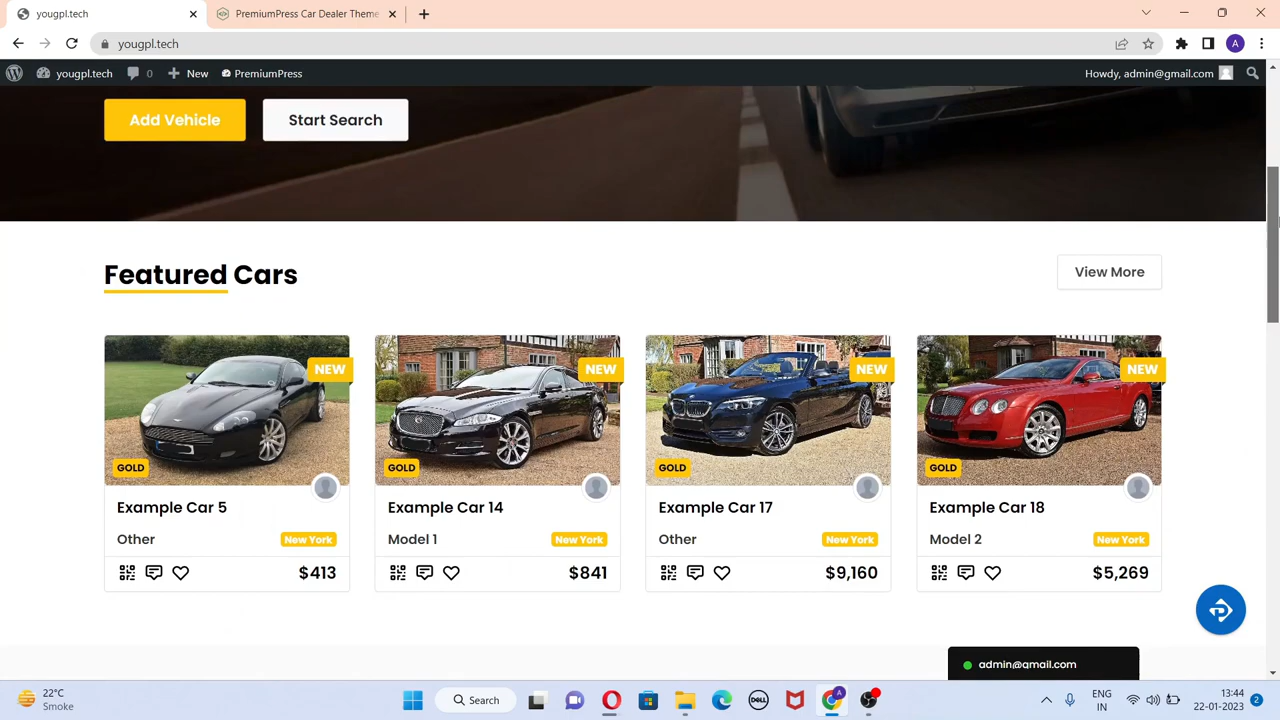 yougpl.tech
PremiumPress Car Dealer Theme
yougpl.tech
yougpl.tech 0 New PremiumPress
Howdy, admin@gmail.com
Add Vehicle
Start Search
Featured Cars
View More
NEW
GOLD
Example Car 5
Other
New York
$413
NEW
GOLD
Example Car 14
Model 1
New York
$841
NEW
GOLD
Example Car 17
Other
New York
$9,160
NEW
GOLD
Example Car 18
Model 2
New York
$5,269
admin@gmail.com
22°C
Smoke
Search
DELL
ENG
IN
13:44
22-01-2023
2